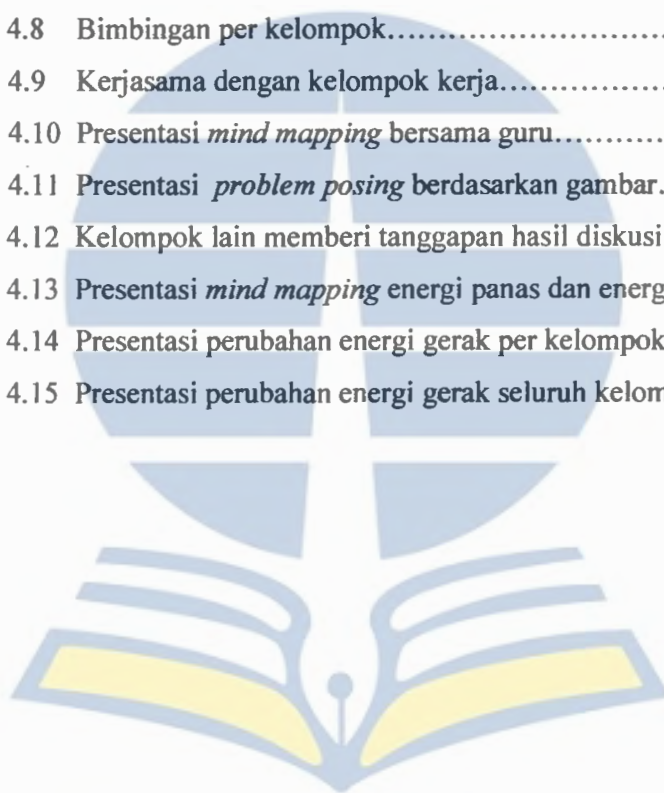 4.8 Bimbingan per kelompok..........................
4.9 Kerjasama dengan kelompok kerja................
4.10 Presentasi mind mapping bersama guru...........
4.11 Presentasi problem posing berdasarkan gambar.
4.12 Kelompok lain memberi tanggapan hasil diskusi
4.13 Presentasi mind mapping energi panas dan
4.14 Presentasi perubahan energi gerak per kelompok
4.15 Presentasi perubahan energi gerak seluruh